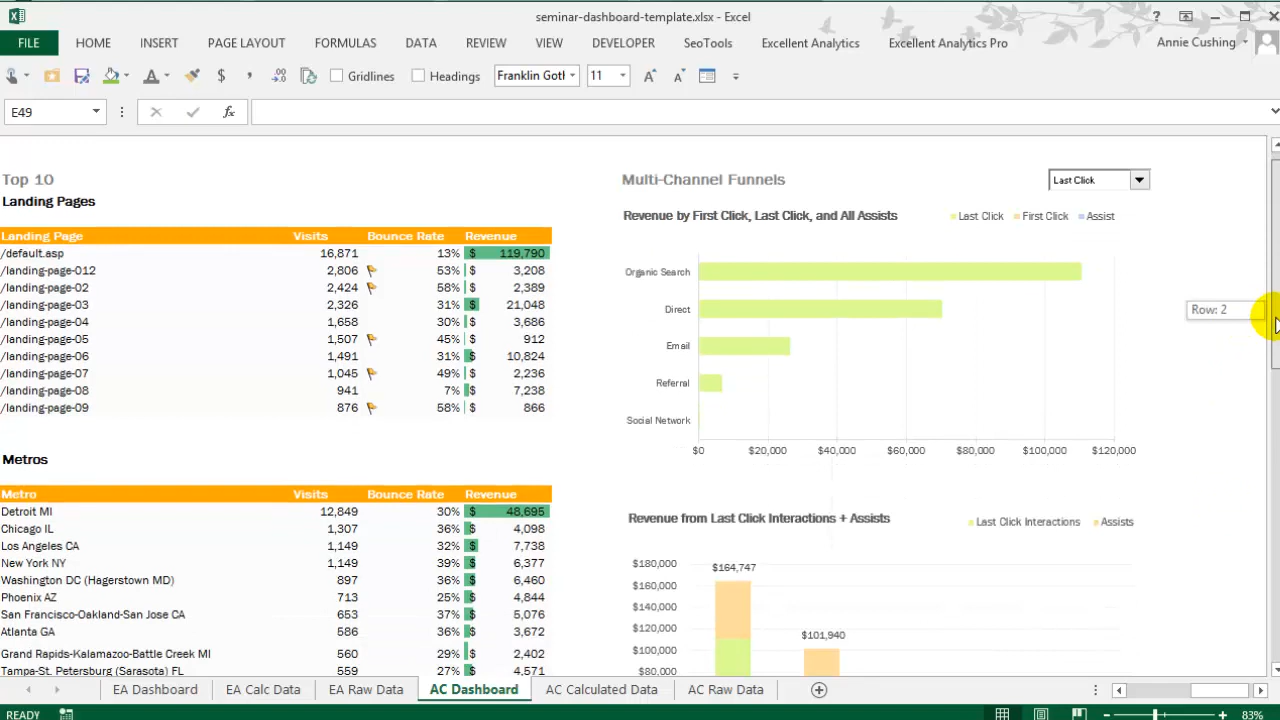 seminar-dashboard-template.xlsx - Excel
?
FILE HOME INSERT PAGE LAYOUT FORMULAS DATA REVIEW VIEW DEVELOPER SeoTools Excellent Analytics Excellent Analytics Pro Annie Cushing
Gridlines Headings Franklin Goth 11
E49
Top 10
Landing Pages
Landing Page Visits Bounce Rate Revenue
/default.asp 16,871 13% $ 119,790
/landing-page-012 2,806 53% $ 3,208
/landing-page-02 2,424 58% $ 2,389
/landing-page-03 2,326 31% $ 21,048
/landing-page-04 1,658 30% $ 3,686
/landing-page-05 1,507 45% $ 912
/landing-page-06 1,491 31% $ 10,824
/landing-page-07 1,045 49% $ 2,236
/landing-page-08 941 7% $ 7,238
/landing-page-09 876 58% $ 866
Metros
Metro Visits Bounce Rate Revenue
Detroit MI 12,849 30% $ 48,695
Chicago IL 1,307 36% $ 4,098
Los Angeles CA 1,149 32% $ 7,738
New York NY 1,149 39% $ 6,377
Washington DC (Hagerstown MD) 897 36% $ 6,460
Phoenix AZ 713 25% $ 4,844
San Francisco-Oakland-San Jose CA 653 37% $ 5,076
Atlanta GA 586 36% $ 3,672
Grand Rapids-Kalamazoo-Battle Creek MI 560 29% $ 2,402
Tampa-St. Petersburg (Sarasota) FL 559 27% $ 4,571
Multi-Channel Funnels
Last Click
Revenue by First Click, Last Click, and All Assists
Last Click First Click Assist
Organic Search
Direct
Email
Referral
Social Network
$0 $20,000 $40,000 $60,000 $80,000 $100,000 $120,000
Row: 2
Revenue from Last Click Interactions + Assists
Last Click Interactions Assists
$180,000
$164,747
$160,000
$140,000
$120,000
$101,940
$100,000
$80,000
EA Dashboard EA Calc Data EA Raw Data AC Dashboard AC Calculated Data AC Raw Data
READY
83%